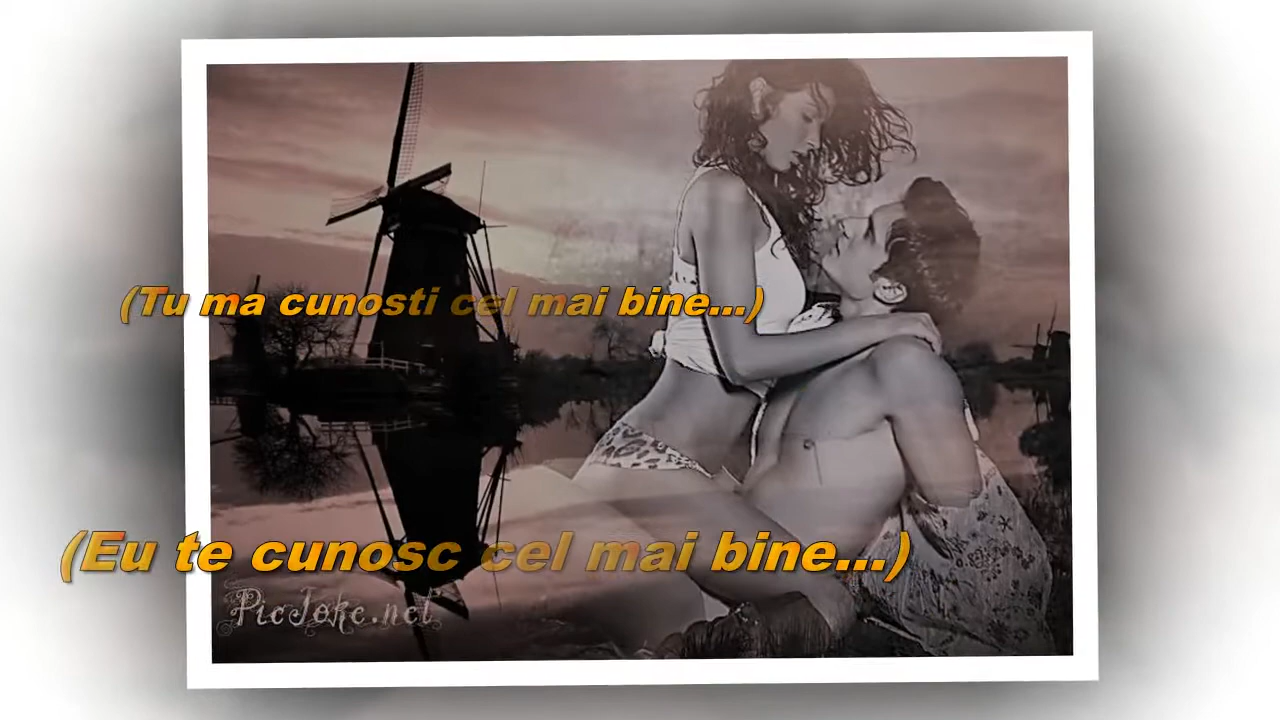 (Tu ma cunosti cel mai bine...)
(Eu te cunosc cel mai bine...)
PicJoke.net